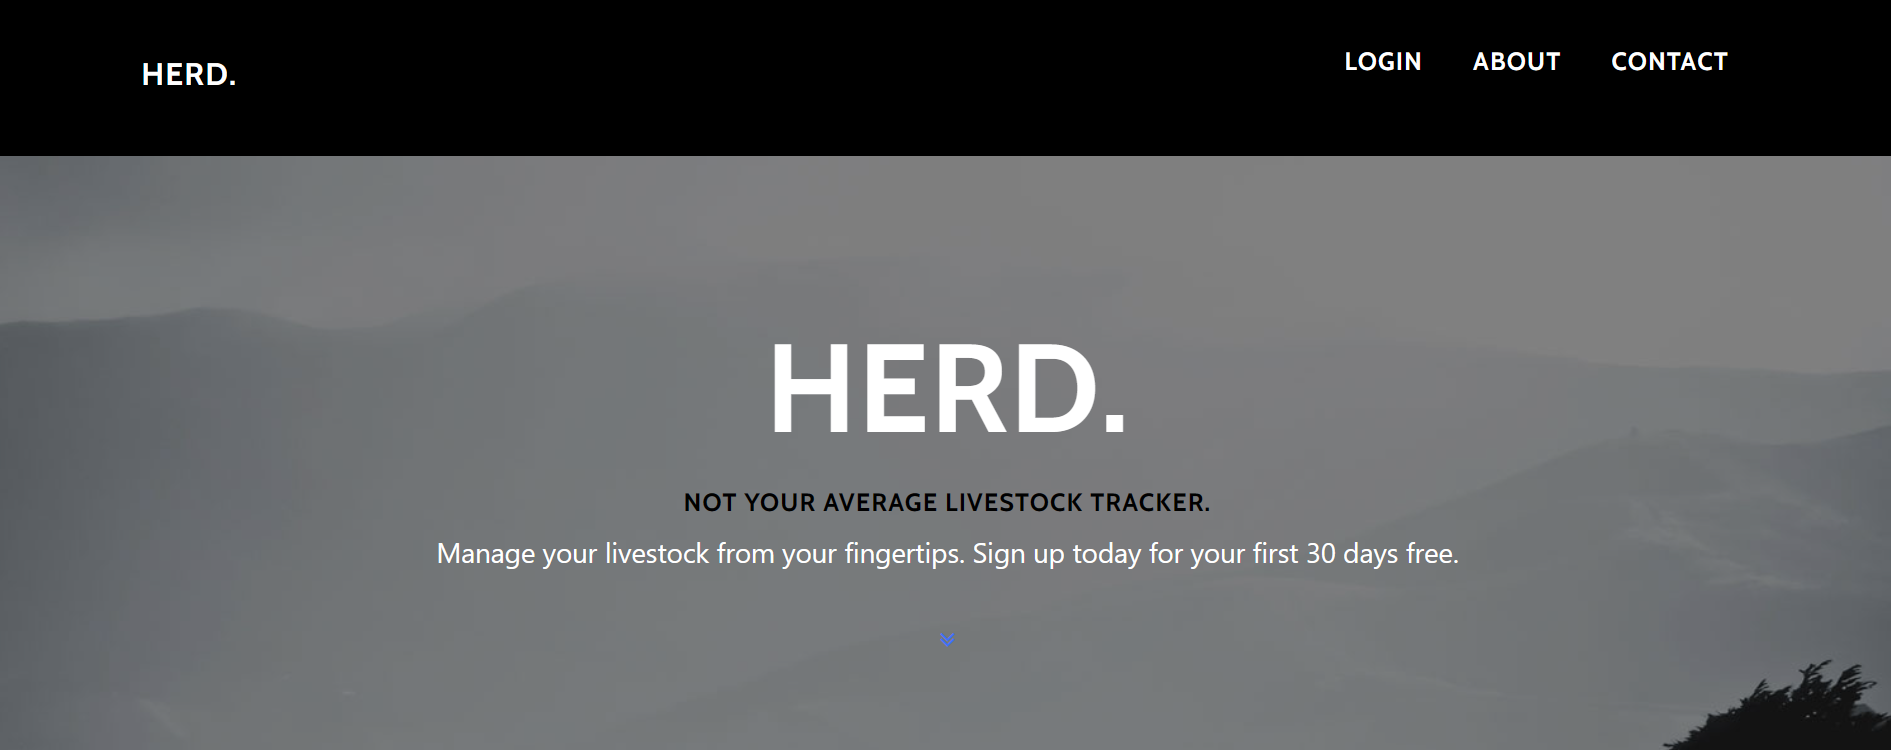 HERD.
LOGIN ABOUT CONTACT
HERD.
NOT YOUR AVERAGE LIVESTOCK TRACKER.
Manage your livestock from your fingertips. Sign up today for your first 30 days free.